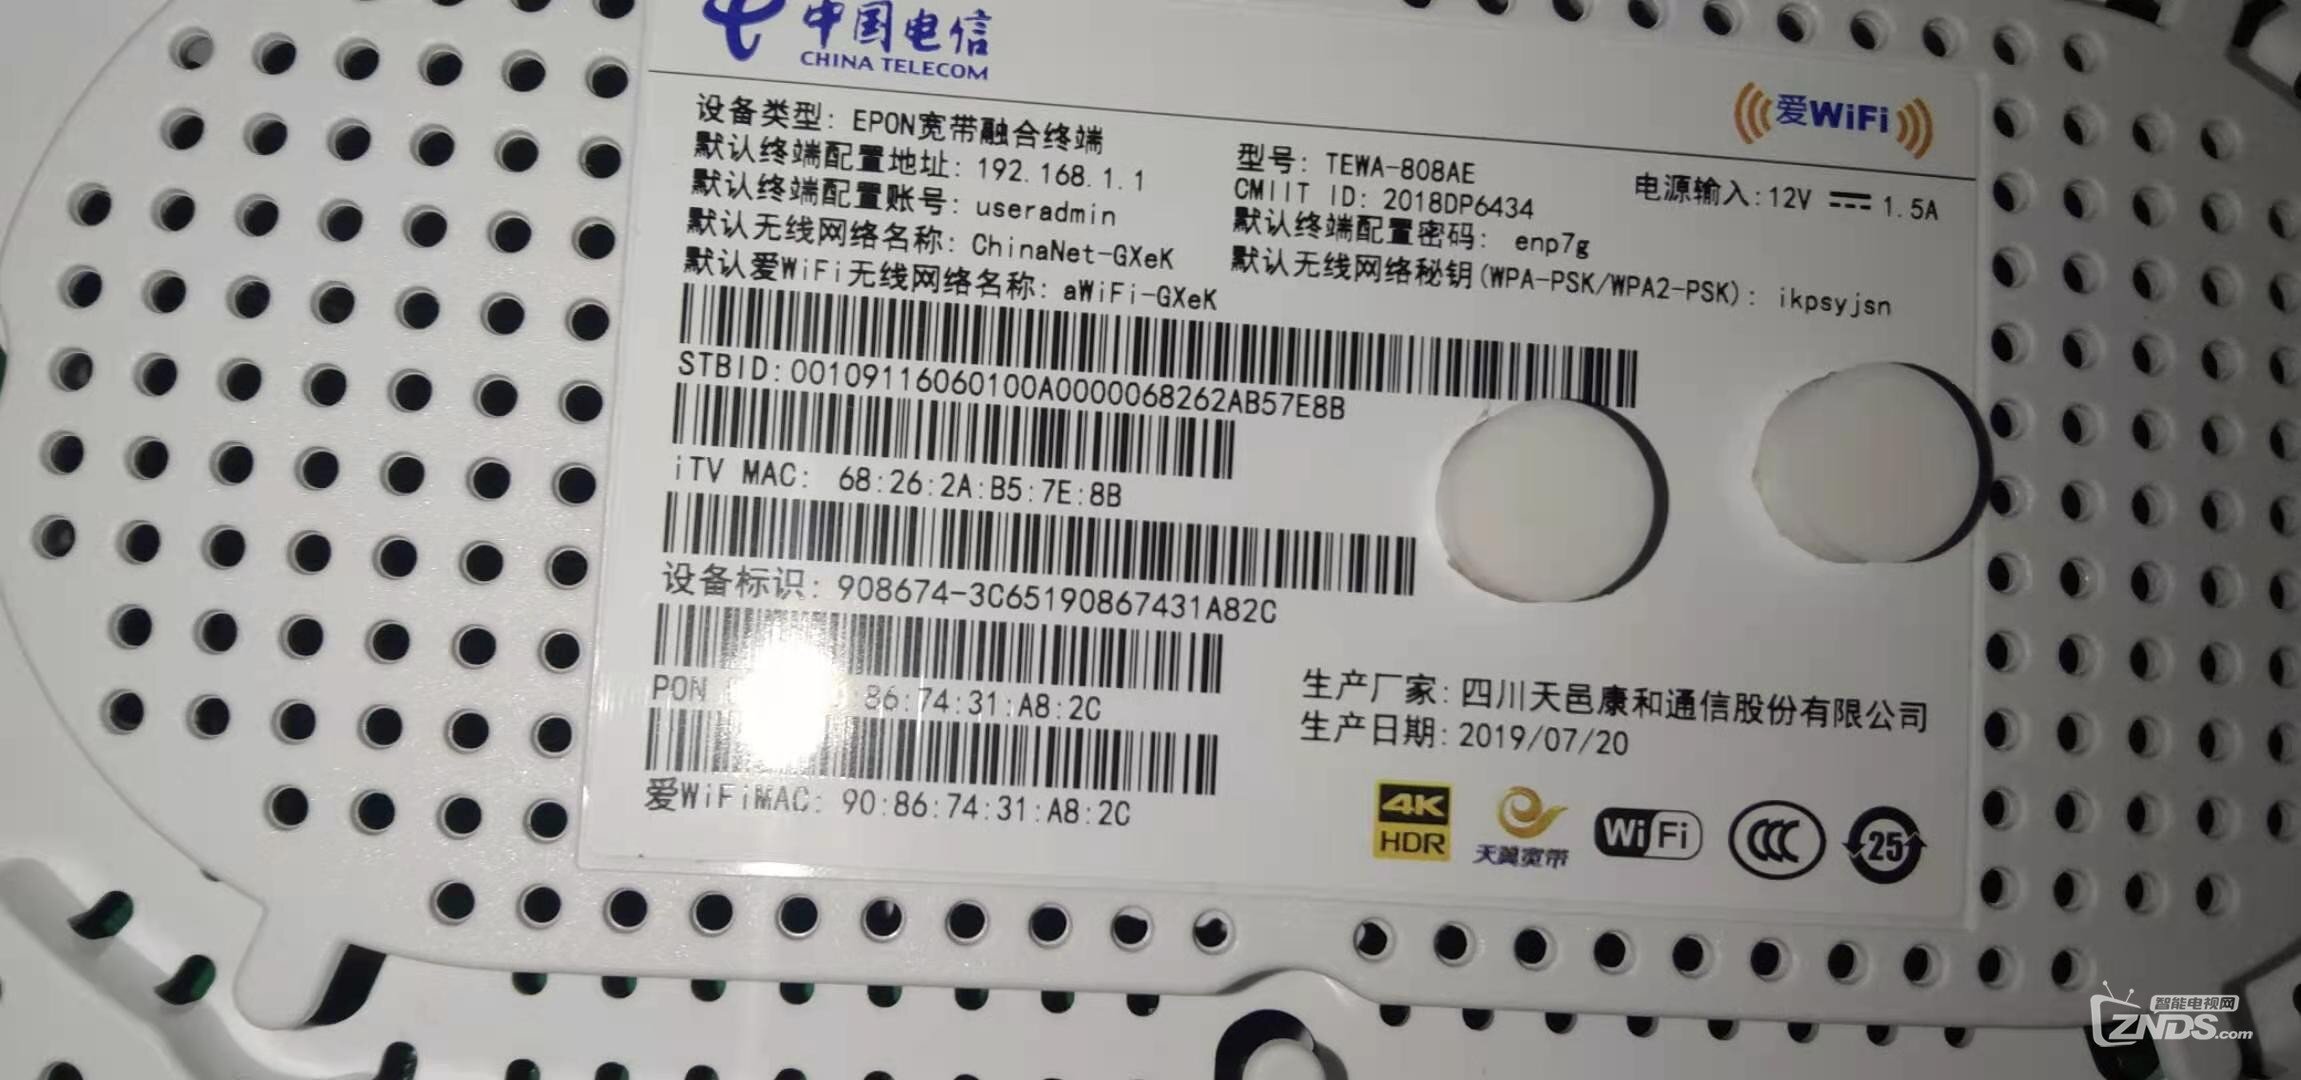 中国电信
CHINA TELECOM
爱WiFi
设备类型: EPON宽带融合终端
型号: TEWA-808AE
电源输入:12V 1.5A
默认终端配置地址: 192.168.1.1
CMIIT ID: 2018DP6434
默认终端配置账号: useradmin
默认终端配置密码: enp7g
默认无线网络名称: ChinaNet-GXeK
默认无线网络秘钥(WPA-PSK/WPA2-PSK): ikpsyjsn
默认爱WiFi无线网络名称: aWiFi-GXeK
STBID:00109116060100A0000068262AB57E8B
iTV MAC: 68:26:2A:B5:7E:8B
设备标识: 908674-3C65190867431A82C
PON 86:74:31:A8:2C
生产厂家: 四川天邑康和通信股份有限公司
生产日期: 2019/07/20
爱WiFiMAC: 90:86:74:31:A8:2C
4K
HDR
天翼宽带
WiFi
CCC
25
智能电视网
ZNDS.com